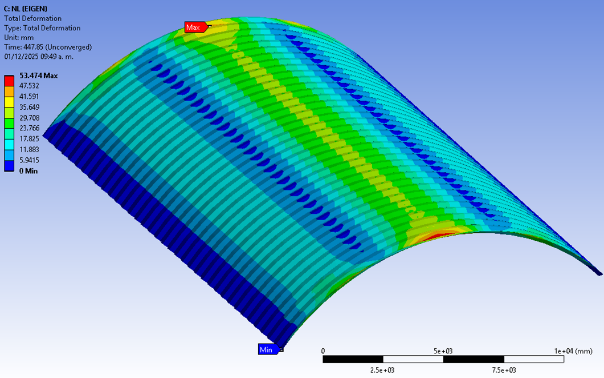 C: NL (EIGEN)
Total Deformation
Type: Total Deformation
Unit: mm
Time: 447.85 (Unconverged)
01/12/2025 09:49 a. m.
53.474 Max
47.532
41.591
35.649
29.708
23.766
17.825
11.883
5.9415
0 Min
Max
Min
0 5e+03 1e+04 (mm)
2.5e+03 7.5e+03